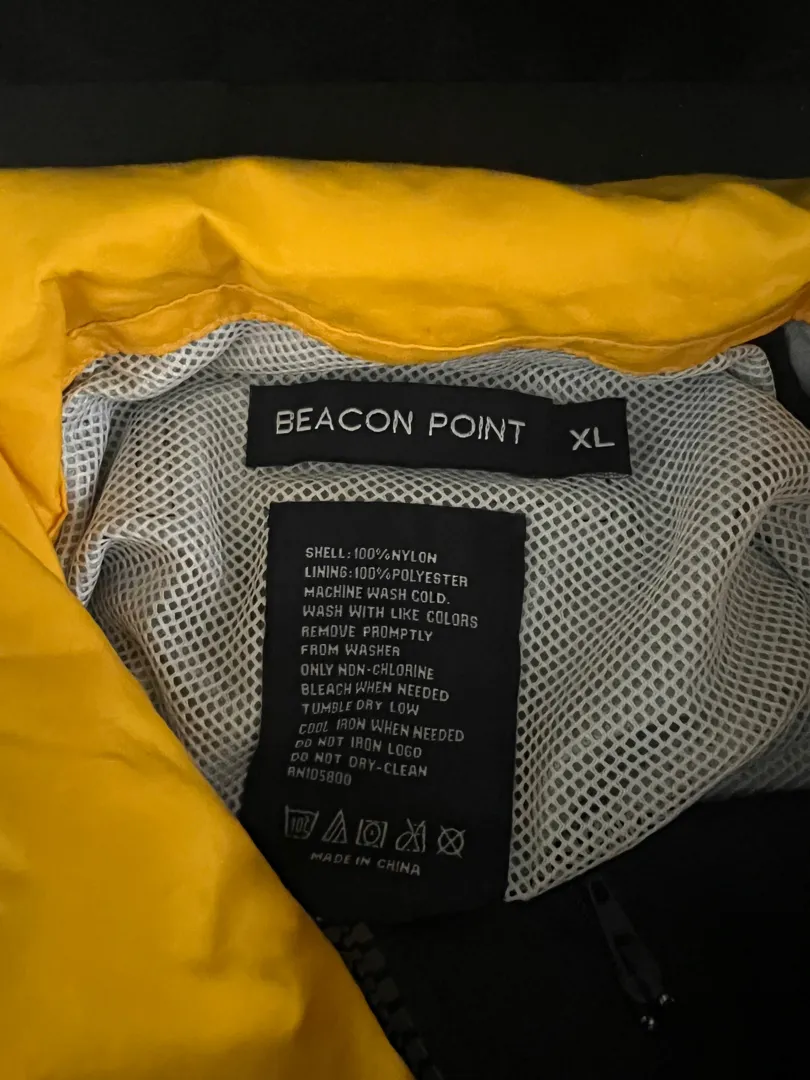 BEACON POINT XL
SHELL:100%NYLON
LINING:100%POLYESTER
MACHINE WASH COLD.
WASH WITH LIKE COLORS
REMOVE PROMPTLY
FROM WASHER
ONLY NON-CHLORINE
BLEACH WHEN NEEDED
TUMBLE DRY LOW
COOL IRON WHEN NEEDED
DO NOT IRON LOGO
DO NOT DRY-CLEAN
RN105800
MADE IN CHINA